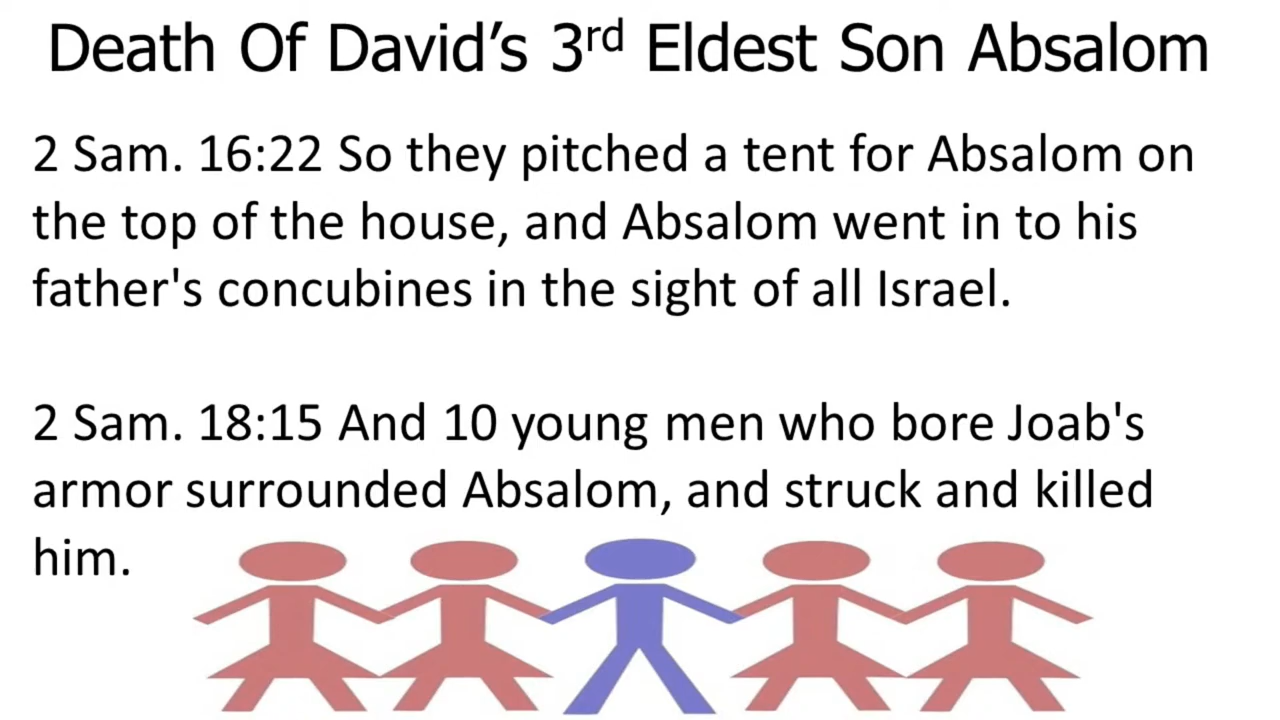 Death Of David’s 3rd Eldest Son Absalom
2 Sam. 16:22 So they pitched a tent for Absalom on
the top of the house, and Absalom went in to his
father's concubines in the sight of all Israel.
2 Sam. 18:15 And 10 young men who bore Joab's
armor surrounded Absalom, and struck and killed
him.